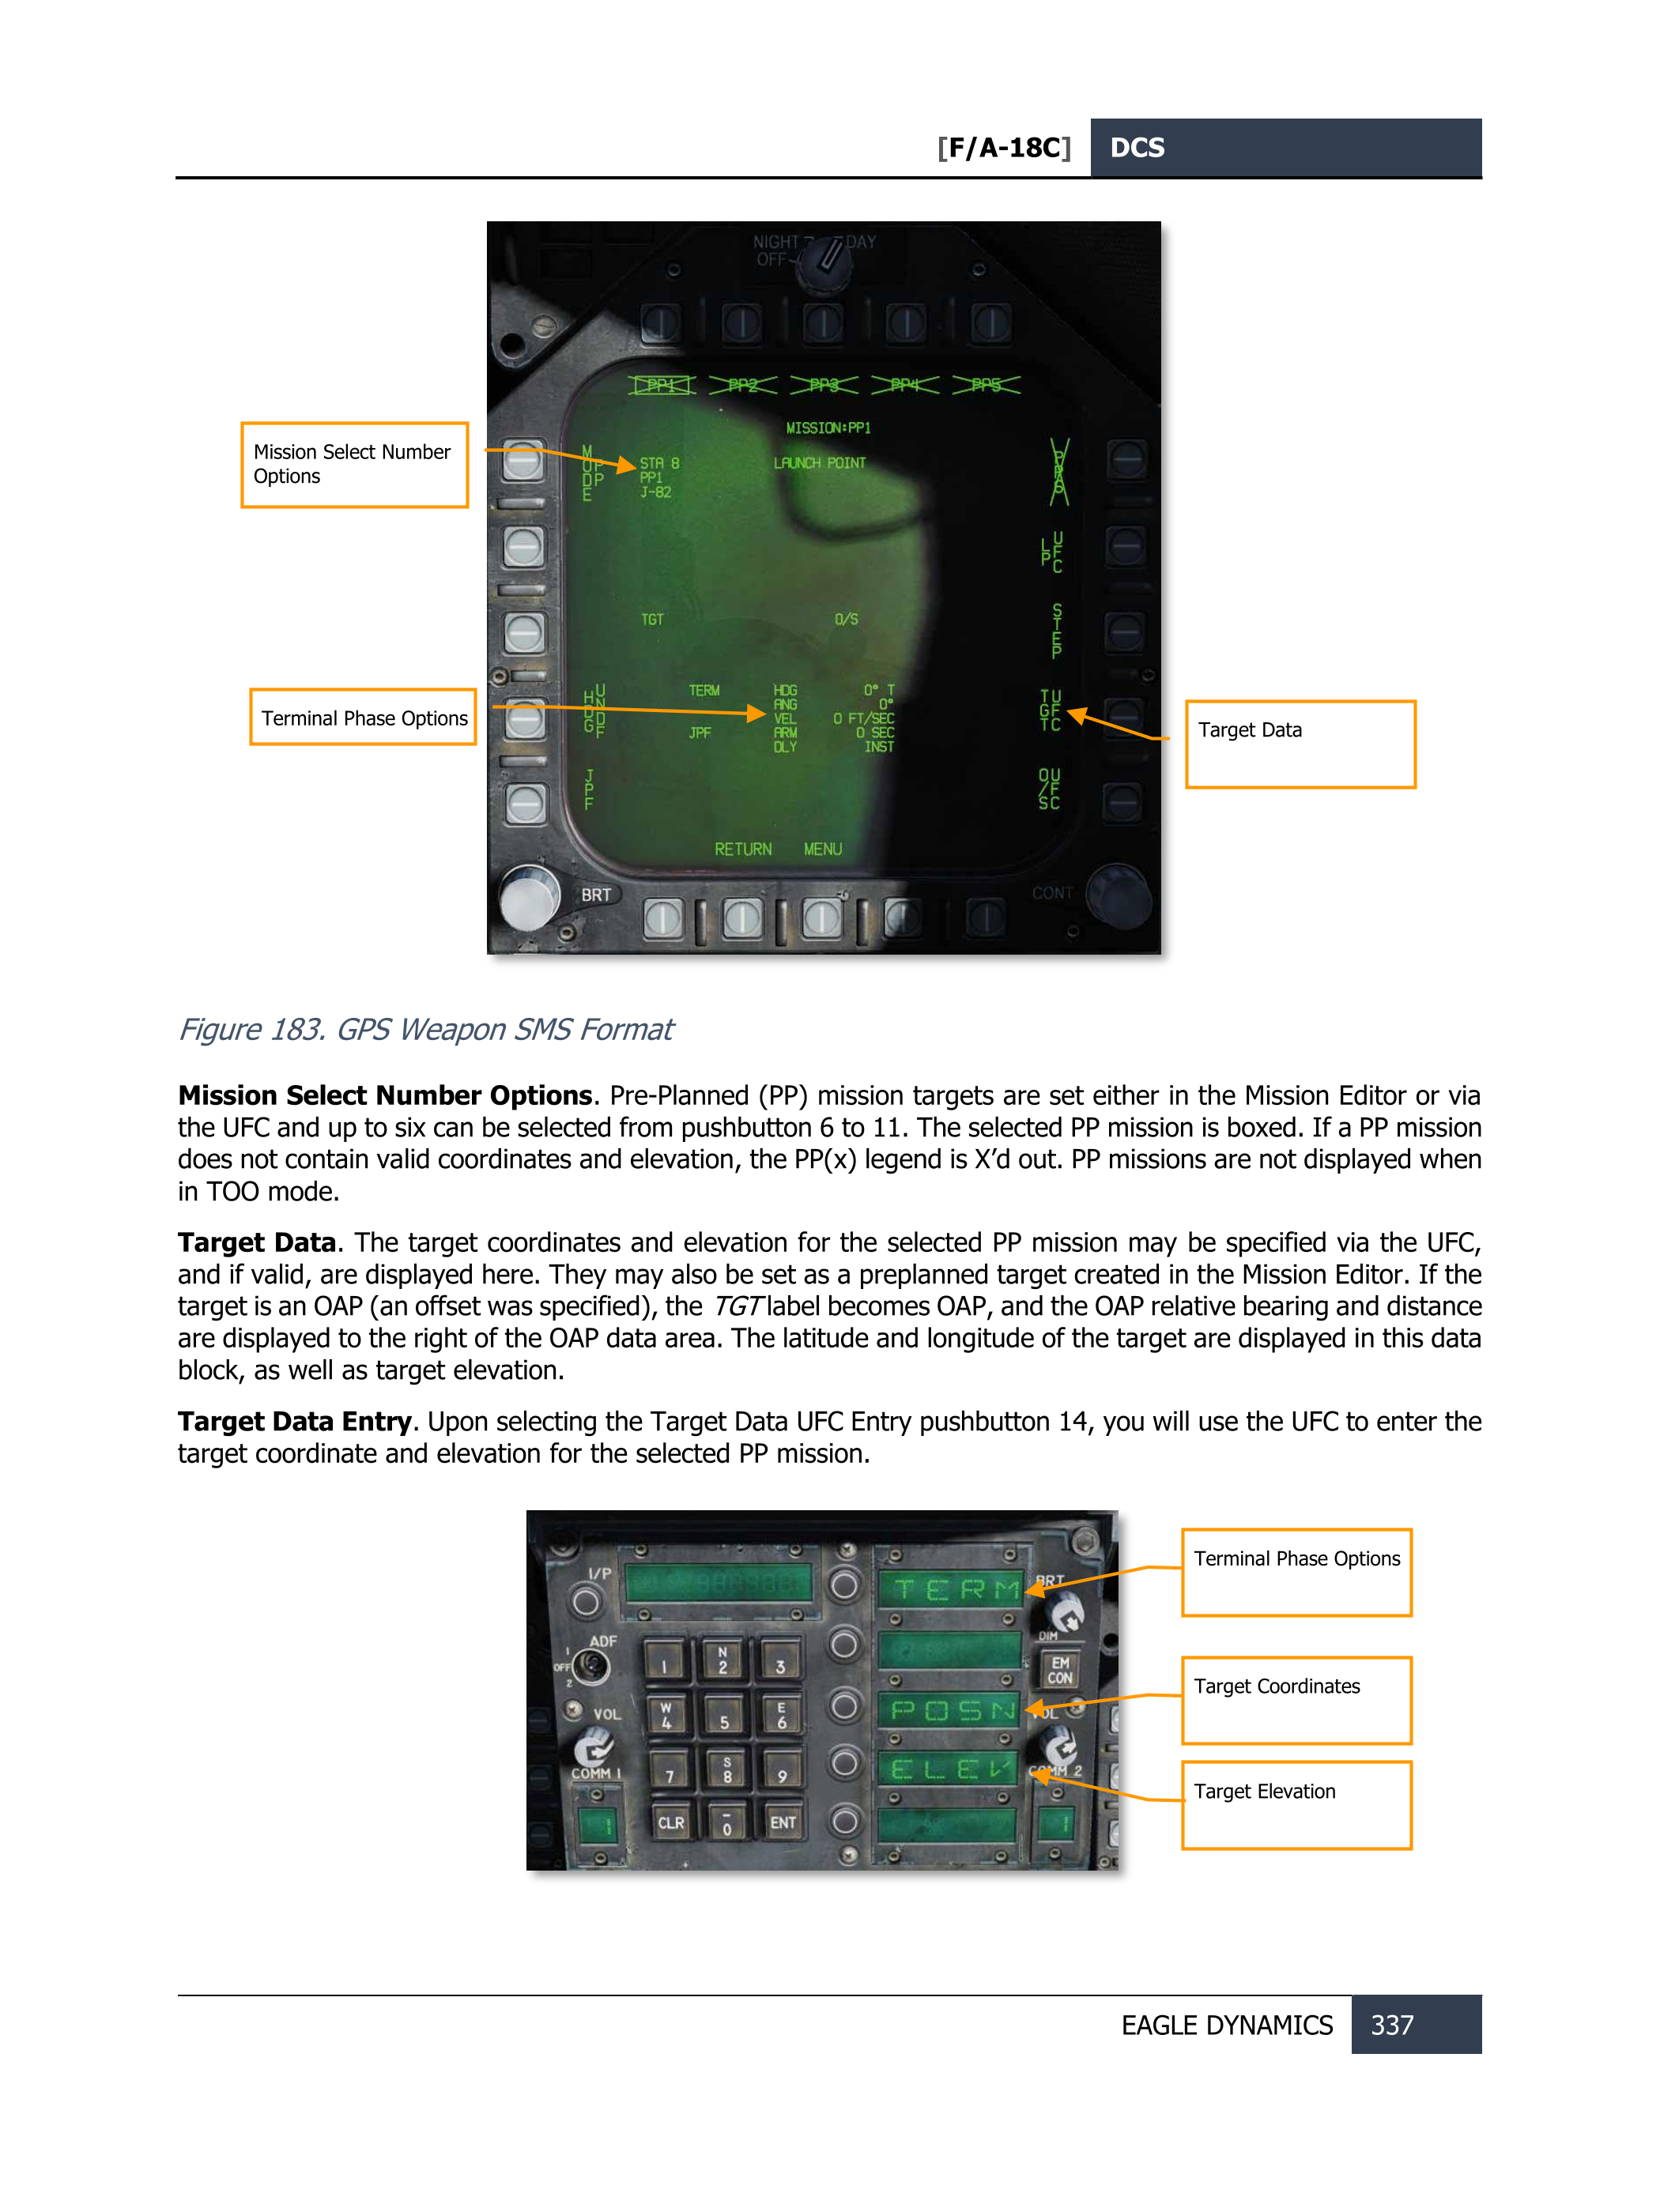 [F/A-18C] DCS
NIGHT DAY
OFF
PP1 PP2 PP3 PP4 PP5
MISSION:PP1
Mission Select Number
Options
MODE PP
STA 8
PP1
J-82
LAUNCH POINT
VPAS
LP UFC
STEP
TGT O/S
Terminal Phase Options
HDG UNDF
TERM
JPF
HDG 0° T
ANG 0°
VEL 0 FT/SEC
ARM 0 SEC
DLY INST
TGT UFC
Target Data
JPF
O/S UFC
RETURN MENU
BRT CONT
Figure 183. GPS Weapon SMS Format
Mission Select Number Options. Pre-Planned (PP) mission targets are set either in the Mission Editor or via
the UFC and up to six can be selected from pushbutton 6 to 11. The selected PP mission is boxed. If a PP mission
does not contain valid coordinates and elevation, the PP(x) legend is X’d out. PP missions are not displayed when
in TOO mode.
Target Data. The target coordinates and elevation for the selected PP mission may be specified via the UFC,
and if valid, are displayed here. They may also be set as a preplanned target created in the Mission Editor. If the
target is an OAP (an offset was specified), the TGT label becomes OAP, and the OAP relative bearing and distance
are displayed to the right of the OAP data area. The latitude and longitude of the target are displayed in this data
block, as well as target elevation.
Target Data Entry. Upon selecting the Target Data UFC Entry pushbutton 14, you will use the UFC to enter the
target coordinate and elevation for the selected PP mission.
I/P
TERM
BRT
Terminal Phase Options
ADF
1
OFF
2
1 N 2 3
DIM
EM
CON
VOL
W 4 5 E 6
POSN
VOL
Target Coordinates
COMM 1
7 S 8 9
ELEV
COMM 2
Target Elevation
CLR – 0 ENT
EAGLE DYNAMICS 337